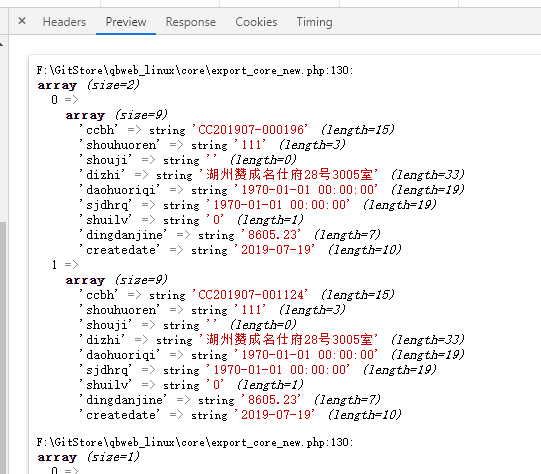 × Headers Preview Response Cookies Timing
F:\GitStore\qbweb_linux\core\export_core_new.php:130:
array (size=2)
0 =>
array (size=9)
'ccbh' => string 'CC201907-000196' (length=15)
'shouhuoren' => string '111' (length=3)
'shouji' => string '' (length=0)
'dizhi' => string '湖州赞成名仕府28号3005室' (length=33)
'daohuoriqi' => string '1970-01-01 00:00:00' (length=19)
'sjdhrq' => string '1970-01-01 00:00:00' (length=19)
'shuilv' => string '0' (length=1)
'dingdanjine' => string '8605.23' (length=7)
'createdate' => string '2019-07-19' (length=10)
1 =>
array (size=9)
'ccbh' => string 'CC201907-001124' (length=15)
'shouhuoren' => string '111' (length=3)
'shouji' => string '' (length=0)
'dizhi' => string '湖州赞成名仕府28号3005室' (length=33)
'daohuoriqi' => string '1970-01-01 00:00:00' (length=19)
'sjdhrq' => string '1970-01-01 00:00:00' (length=19)
'shuilv' => string '0' (length=1)
'dingdanjine' => string '8605.23' (length=7)
'createdate' => string '2019-07-19' (length=10)
F:\GitStore\qbweb_linux\core\export_core_new.php:130:
array (size=1)
0 =>